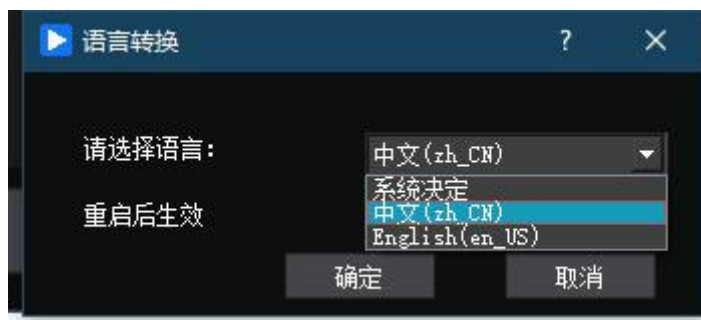 语言转换
请选择语言：
中文(zh_CN)
系统决定
中文(zh_CN)
English(en_US)
重启后生效
确定
取消